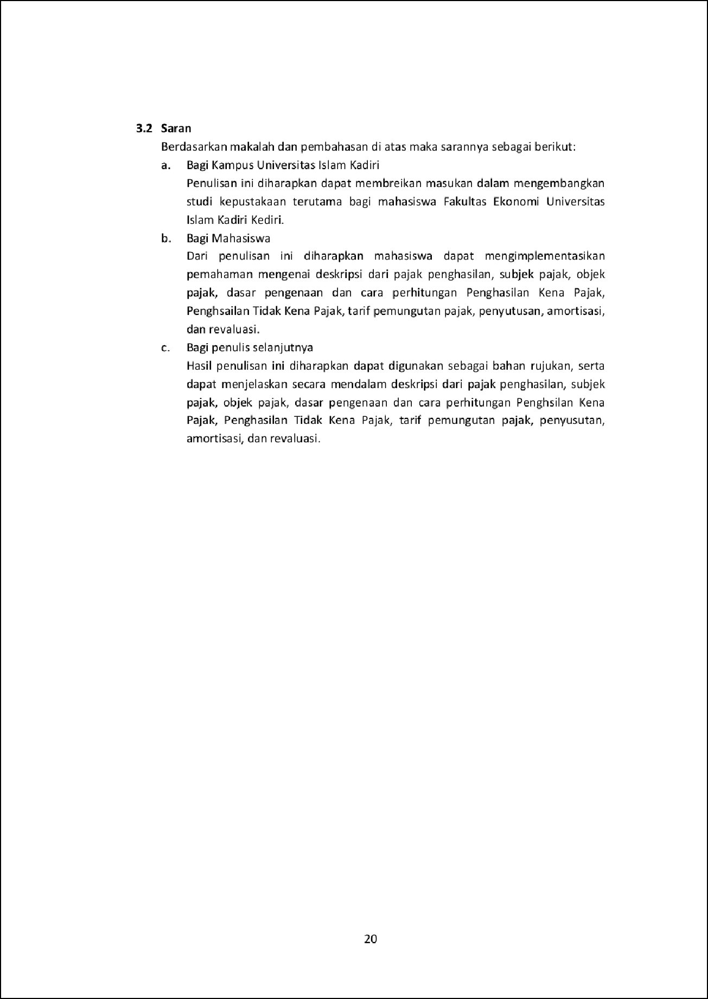 3.2 Saran
Berdasarkan makalah dan pembahasan di atas maka sarannya sebagai berikut:
a. Bagi Kampus Universitas Islam Kadiri
Penulisan ini diharapkan dapat membreikan masukan dalam mengembangkan
studi kepustakaan terutama bagi mahasiswa Fakultas Ekonomi Universitas
Islam Kadiri Kediri.
b. Bagi Mahasiswa
Dari penulisan ini diharapkan mahasiswa dapat mengimplementasikan
pemahaman mengenai deskripsi dari pajak penghasilan, subjek pajak, objek
pajak, dasar pengenaan dan cara perhitungan Penghasilan Kena Pajak,
Penghsailan Tidak Kena Pajak, tarif pemungutan pajak, penyutusan, amortisasi,
dan revaluasi.
c. Bagi penulis selanjutnya
Hasil penulisan ini diharapkan dapat digunakan sebagai bahan rujukan, serta
dapat menjelaskan secara mendalam deskripsi dari pajak penghasilan, subjek
pajak, objek pajak, dasar pengenaan dan cara perhitungan Penghsilan Kena
Pajak, Penghasilan Tidak Kena Pajak, tarif pemungutan pajak, penyusutan,
amortisasi, dan revaluasi.
20